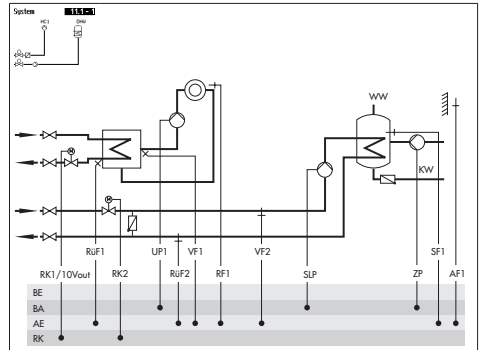 System 11.1 – 1
HC1 DHW
M
WW
KW
M
RüF1 UP1 VF1 VF2 SF1
RK1/10Vout RK2 RüF2 RF1 SLP ZP AF1
BE
BA
AE
RK